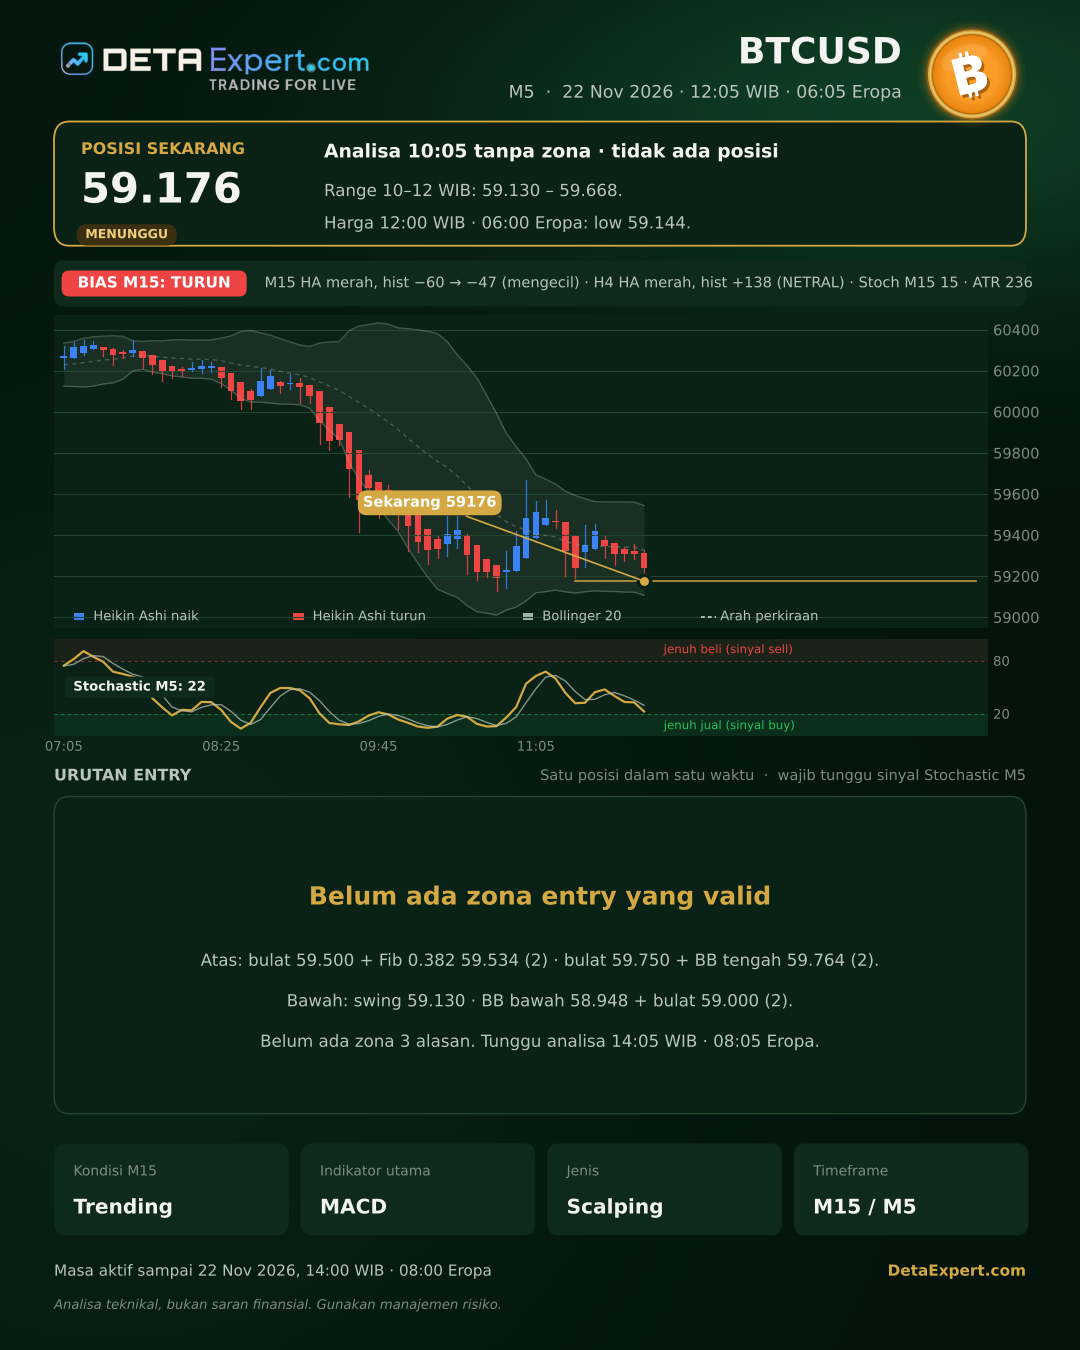 DETA Expert.com
TRADING FOR LIVE
BTCUSD
M5 · 22 Nov 2026 · 12:05 WIB · 06:05 Eropa
POSISI SEKARANG
59.176
MENUNGGU
Analisa 10:05 tanpa zona · tidak ada posisi
Range 10–12 WIB: 59.130 – 59.668.
Harga 12:00 WIB · 06:00 Eropa: low 59.144.
BIAS M15: TURUN
M15 HA merah, hist −60 → −47 (mengecil) · H4 HA merah, hist +138 (NETRAL) · Stoch M15 15 · ATR 236
60400
60200
60000
59800
59600
59400
59200
59000
Sekarang 59176
Heikin Ashi naik
Heikin Ashi turun
Bollinger 20
Arah perkiraan
jenuh beli (sinyal sell)
80
Stochastic M5: 22
20
jenuh jual (sinyal buy)
07:05
08:25
09:45
11:05
URUTAN ENTRY
Satu posisi dalam satu waktu · wajib tunggu sinyal Stochastic M5
Belum ada zona entry yang valid
Atas: bulat 59.500 + Fib 0.382 59.534 (2) · bulat 59.750 + BB tengah 59.764 (2).
Bawah: swing 59.130 · BB bawah 58.948 + bulat 59.000 (2).
Belum ada zona 3 alasan. Tunggu analisa 14:05 WIB · 08:05 Eropa.
Kondisi M15
Trending
Indikator utama
MACD
Jenis
Scalping
Timeframe
M15 / M5
Masa aktif sampai 22 Nov 2026, 14:00 WIB · 08:00 Eropa
DetaExpert.com
Analisa teknikal, bukan saran finansial. Gunakan manajemen risiko.